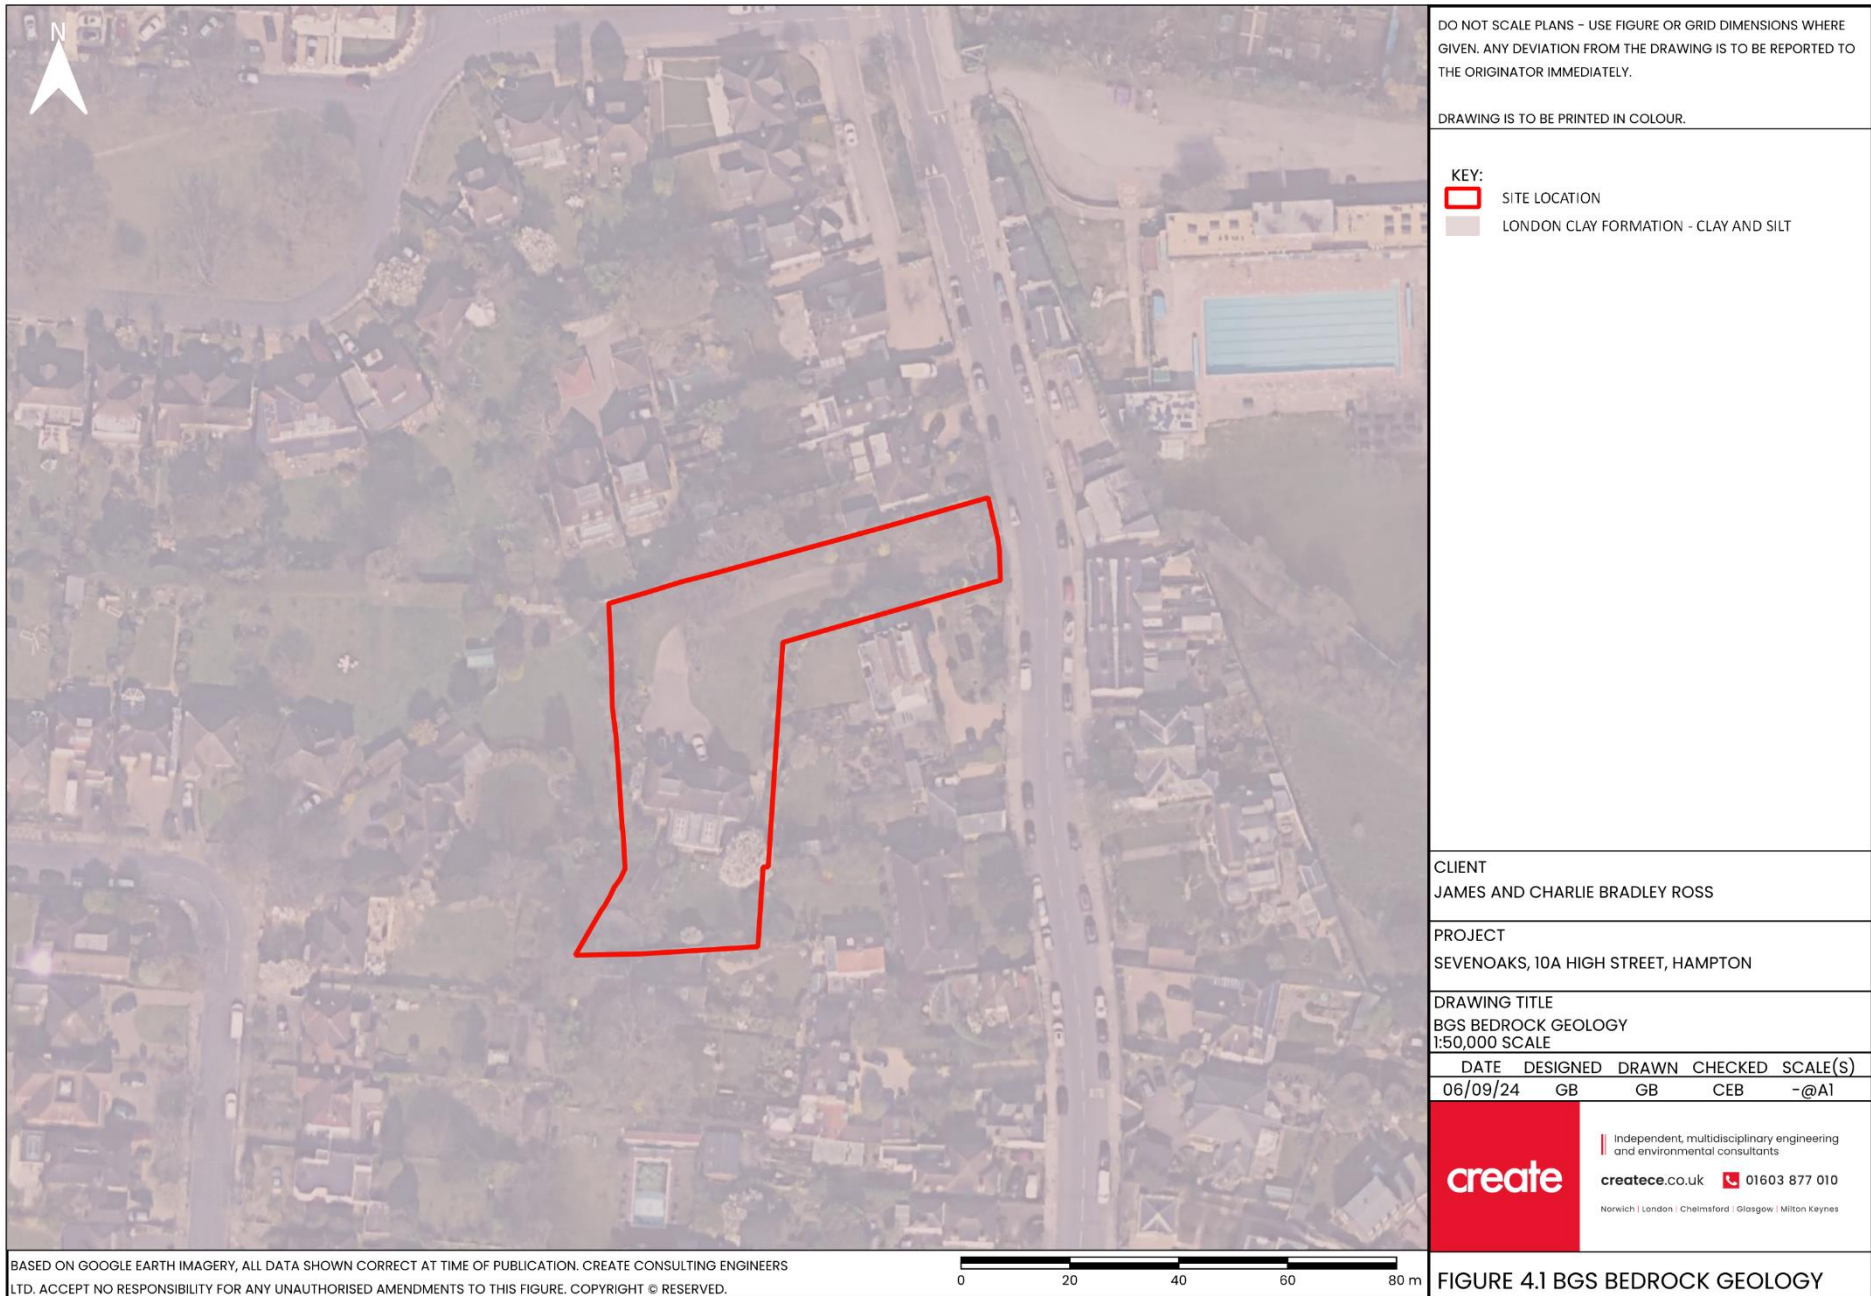 N
DO NOT SCALE PLANS - USE FIGURE OR GRID DIMENSIONS WHERE
GIVEN. ANY DEVIATION FROM THE DRAWING IS TO BE REPORTED TO
THE ORIGINATOR IMMEDIATELY.
DRAWING IS TO BE PRINTED IN COLOUR.
KEY:
SITE LOCATION
LONDON CLAY FORMATION - CLAY AND SILT
CLIENT
JAMES AND CHARLIE BRADLEY ROSS
PROJECT
SEVENOAKS, 10A HIGH STREET, HAMPTON
DRAWING TITLE
BGS BEDROCK GEOLOGY
1:50,000 SCALE
DATE DESIGNED DRAWN CHECKED SCALE(S)
06/09/24 GB GB CEB -@A1
create
Independent, multidisciplinary engineering
and environmental consultants
createce.co.uk 01603 877 010
Norwich | London | Chelmsford | Glasgow | Milton Keynes
FIGURE 4.1 BGS BEDROCK GEOLOGY
BASED ON GOOGLE EARTH IMAGERY, ALL DATA SHOWN CORRECT AT TIME OF PUBLICATION. CREATE CONSULTING ENGINEERS
LTD. ACCEPT NO RESPONSIBILITY FOR ANY UNAUTHORISED AMENDMENTS TO THIS FIGURE. COPYRIGHT © RESERVED.
0 20 40 60 80 m